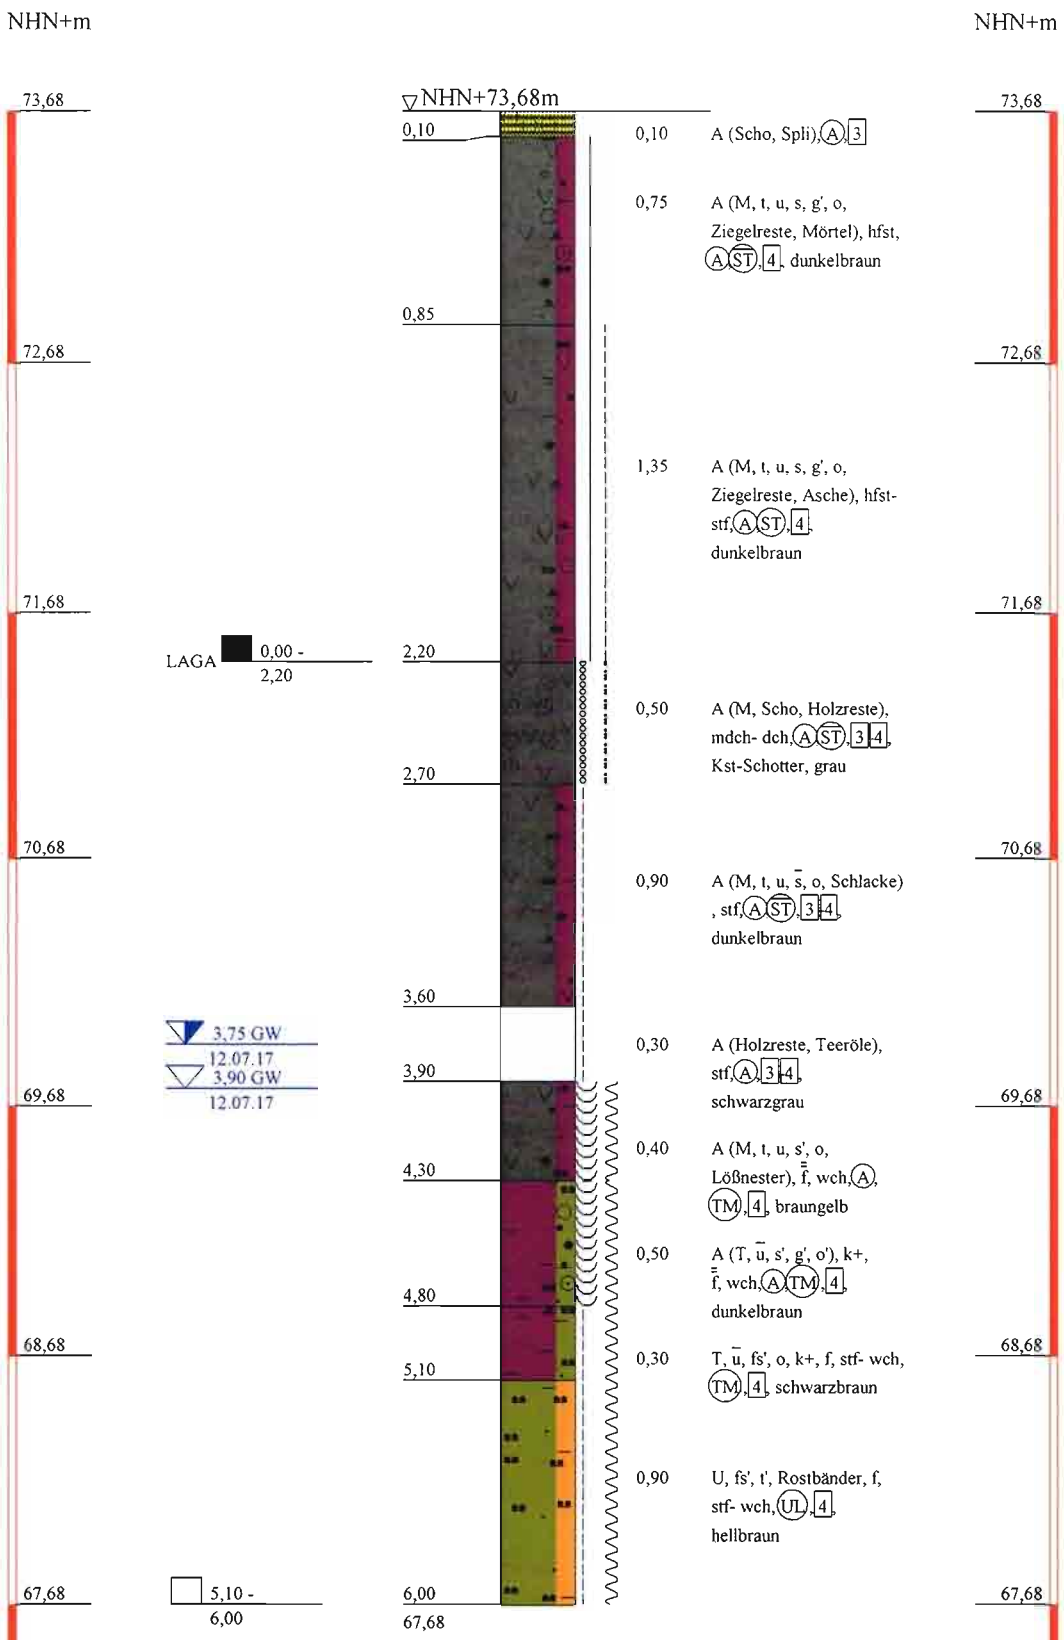 NHN+m
NHN+m
73,68
NHN+73,68m
73,68
0,10
0,10
A (Scho, Spli), A, 3
0,75
A (M, t, u, s, g', o,
Ziegelreste, Mörtel), hfst,
A ST̅, 4, dunkelbraun
0,85
72,68
72,68
1,35
A (M, t, u, s, g', o,
Ziegelreste, Asche), hfst-
stf, A ST, 4,
dunkelbraun
71,68
71,68
LAGA
0,00 -
2,20
2,20
0,50
A (M, Scho, Holzreste),
mdch- dch, A ST̅, 3 4,
Kst-Schotter, grau
2,70
70,68
70,68
0,90
A (M, t, u, s̄, o, Schlacke)
, stf, A ST̅, 3-4,
dunkelbraun
3,60
3,75 GW
12.07.17
3,90 GW
12.07.17
0,30
A (Holzreste, Teeröle),
stf, A, 3-4,
schwarzgrau
3,90
69,68
69,68
0,40
A (M, t, u, s', o,
Lößnester), f̿, wch, A,
TM, 4, braungelb
4,30
0,50
A (T, ū, s', g', o'), k+,
f̿, wch, A TM, 4,
dunkelbraun
4,80
68,68
68,68
0,30
T, ū, fs', o, k+, f, stf- wch,
TM, 4, schwarzbraun
5,10
0,90
U, fs', t', Rostbänder, f,
stf- wch, UL, 4,
hellbraun
67,68
5,10 -
6,00
6,00
67,68
67,68